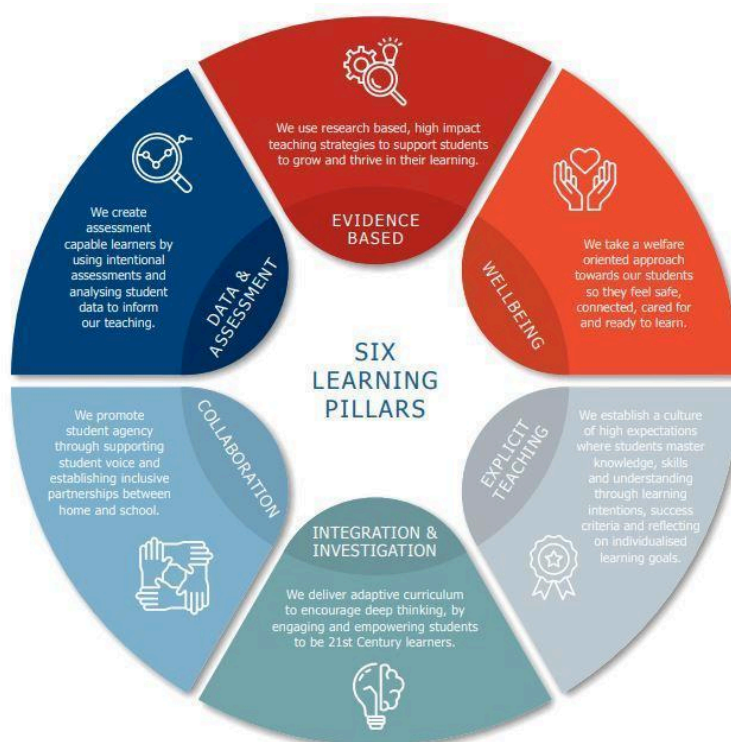 SIX
LEARNING
PILLARS
We use research based, high impact
teaching strategies to support students
to grow and thrive in their learning.
EVIDENCE
BASED
We take a welfare
oriented approach
towards our students
so they feel safe,
connected, cared for
and ready to learn.
WELLBEING
We establish a culture
of high expectations
where students master
knowledge, skills
and understanding
through learning
intentions, success
criteria and reflecting
on individualised
learning goals.
EXPLICIT
TEACHING
INTEGRATION &
INVESTIGATION
We deliver adaptive curriculum
to encourage deep thinking, by
engaging and empowering students
to be 21st Century learners.
We promote
student agency
through supporting
student voice and
establishing inclusive
partnerships between
home and school.
COLLABORATION
We create
assessment
capable learners by
using intentional
assessments and
analysing student
data to inform
our teaching.
DATA &
ASSESSMENT